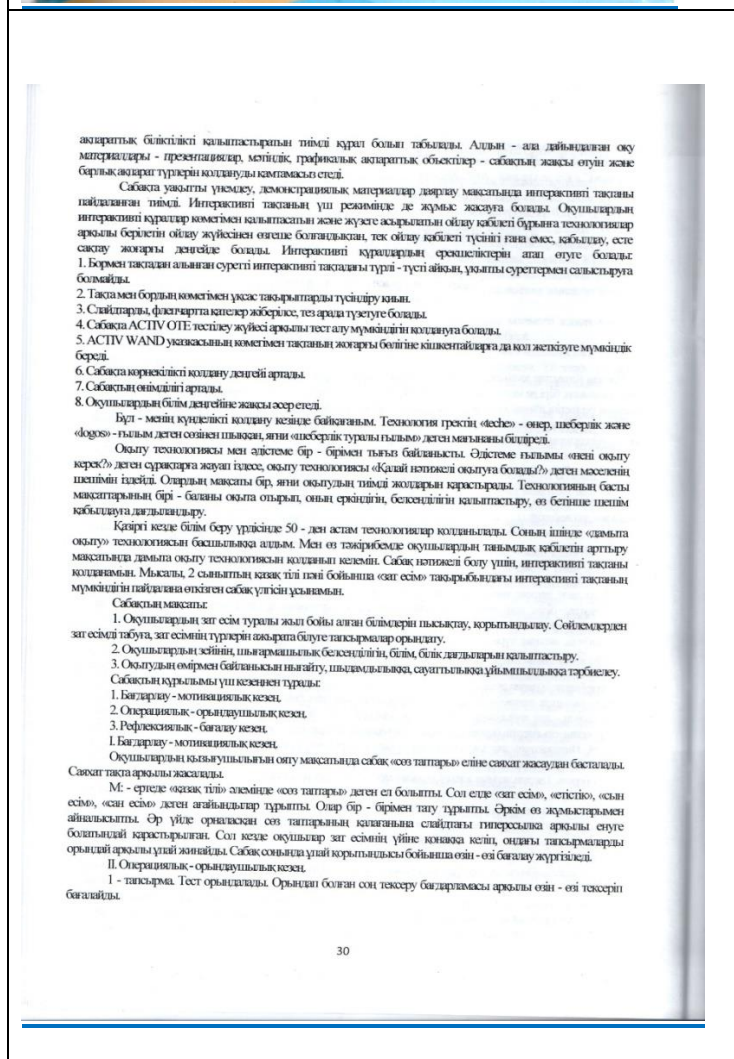 ақпараттық біліктілікті қалыптастыратын тиімді құрал болып табылады. Алдын - ала дайындалған оқу
материалдары - презентациялар, мәтіндік, графикалық ақпараттық объектілер - сабақтың жақсы өтуін және
барлық ақпарат түрлерін қолдануды қамтамасыз етеді.
Сабақта уақытты үнемдеу, демонстрациялық материалдар даярлау мақсатында интерактивті тақтаны
пайдаланған тиімді. Интерактивті тақтаның үш режимінде де жұмыс жасауға болады. Оқушылардың
интерактивті құралдар көмегімен қалыптасатын және жүзеге асырылатын ойлау қабілеті бұрынғы технологиялар
арқылы берілетін ойлау жүйесінен өзгеше болғандықтан, тек ойлау қабілеті түсінігі ғана емес, қабылдау, есте
сақтау жоғарғы деңгейде болады. Интерактивті құралдардың ерекшеліктерін атап өтуге болады:
1. Бормен тақтадан алынған суретті интерактивті тақтадағы түрлі - түсті айқын, ұқыпты суреттермен салыстыруға
болмайды.
2. Тақта мен бордың көмегімен ұқсас тақырыптарды түсіндіру қиын.
3. Слайдтарды, флепчартта қателер жіберілсе, тез арада түзетуге болады.
4. Сабақта ACTIV OTE тестілеу жүйесі арқылы тест алу мүмкіндігін қолдануға болады.
5. ACTIV WAND указкасының көмегімен тақтаның жоғарғы бөлігіне кішкентайларға да қол жеткізуге мүмкіндік
береді.
6. Сабақта көрнекілікті қолдану деңгейі артады.
7. Сабақтың өнімділігі артады.
8. Оқушылардың білім деңгейіне жақсы әсер етеді.
Бұл - менің күнделікті қолдану кезінде байқағаным. Технология гректің «teche» - өнер, шеберлік және
«logos» - ғылым деген сөзінен шыққан, яғни «шеберлік туралы ғылым» деген мағынаны білдіреді.
Оқыту технологиясы мен әдістеме бір - бірімен тығыз байланысты. Әдістеме ғылымы «нені оқыту
керек?» деген сұрақтарға жауап іздесе, оқыту технологиясы «Қалай нәтижелі оқытуға болады?» деген мәселенің
шешімін іздейді. Олардың мақсаты бір, яғни оқытудың тиімді жолдарын қарастырады. Технологияның басты
мақсаттарының бірі - баланы оқыта отырып, оның еркіндігін, белсенділігін қалыптастыру, өз бетінше шешім
қабылдауға дағдыландыру.
Қазіргі кезде білім беру үрдісінде 50 - ден астам технологиялар қолданылады. Соның ішінде «дамыта
оқыту» технологиясын басшылыққа алдым. Мен өз тәжірибемде оқушылардың танымдық қабілетін арттыру
мақсатында дамыта оқыту технологиясын қолданып келемін. Сабақ нәтижелі болу үшін, интерактивті тақтаны
қолданамын. Мысалы, 2 сыныптың қазақ тілі пәні бойынша «зат есім» тақырыбындағы интерактивті тақтаның
мүмкіндігін пайдалана өткізген сабақ үлгісін ұсынамын.
Сабақтың мақсаты:
1. Оқушылардың зат есім туралы жыл бойы алған білімдерін пысықтау, қорытындылау. Сөйлемдерден
зат есімді табуға, зат есімнің түрлерін ажырата білуге тапсырмалар орындату.
2. Оқушылардың зейінін, шығармашылық белсенділігін, білім, білік дағдыларын қалыптастыру.
3. Оқытудың өмірмен байланысын нығайту, шыдамдылыққа, сауаттылыққа ұйымшылдыққа тәрбиелеу.
Сабақтың құрылымы үш кезеңнен тұрады:
1. Бағдарлау - мотивациялық кезең.
2. Операциялық - орындаушылық кезең.
3. Рефлексиялық - бағалау кезең.
I. Бағдарлау - мотивациялық кезең.
Оқушылардың қызығушылығын ояту мақсатында сабақ «сөз таптары» еліне саяхат жасаудан басталады.
Саяхат тақта арқылы жасалады.
М: - ертеде «қазақ тілі» әлемінде «сөз таптары» деген ел болыпты. Сол елде «зат есім», «етістік», «сын
есім», «сан есім» деген ағайындылар тұрыпты. Олар бір - бірімен тату тұрыпты. Әркім өз жұмыстарымен
айналысыпты. Әр үйде орналасқан сөз таптарының қалағанына слайдтағы гиперссылка арқылы енуге
болатындай қарастырылған. Сол кезде оқушылар зат есімнің үйіне қонаққа келіп, ондағы тапсырмаларды
орындай арқылы ұпай жинайды. Сабақ соңында ұпай қорытындысы бойынша өзін - өзі бағалау жүргізіледі.
II. Операциялық - орындаушылық кезең.
1 - тапсырма. Тест орындалады. Орындап болған соң тексеру бағдарламасы арқылы өзін - өзі тексеріп
бағалайды.
30